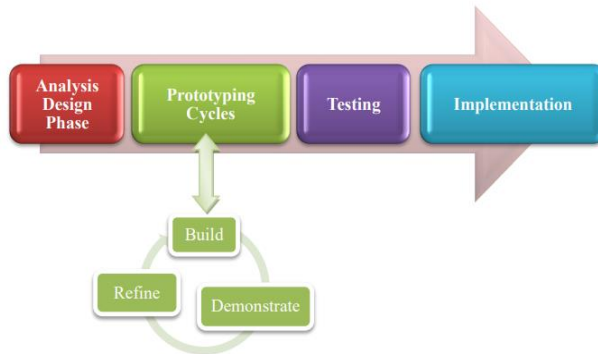 Analysis
Design
Phase
Prototyping
Cycles
Testing
Implementation
Build
Refine
Demonstrate